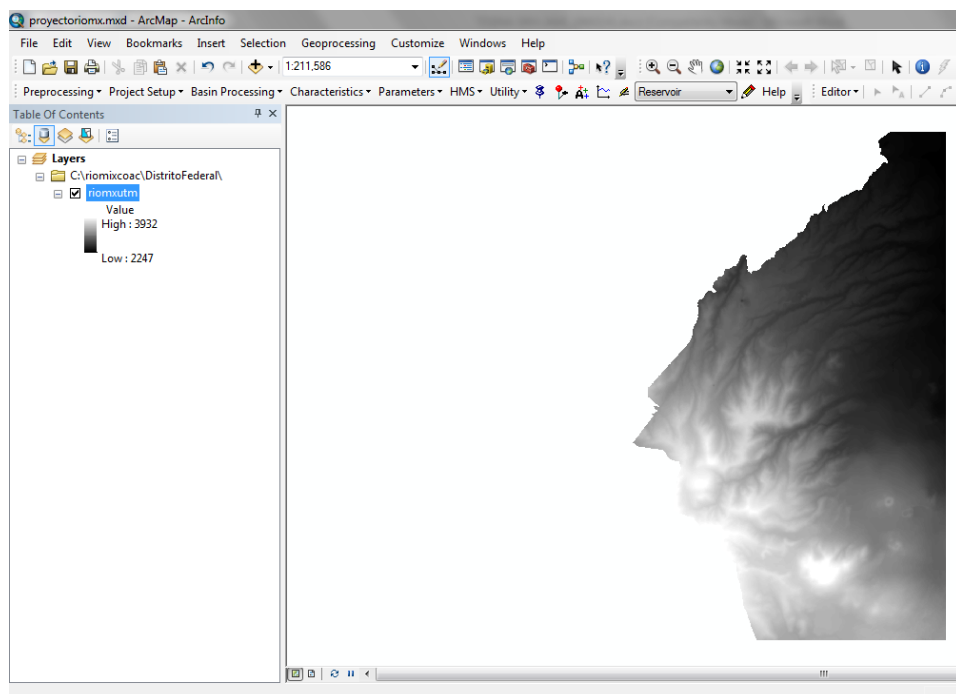 proyectoriomx.mxd - ArcMap - ArcInfo
File Edit View Bookmarks Insert Selection Geoprocessing Customize Windows Help
1:211,586
Preprocessing Project Setup Basin Processing Characteristics Parameters HMS Utility Reservoir Help Editor
Table Of Contents
Layers
C:\riomixcoac\DistritoFederal\
riomxutm
Value
High : 3932
Low : 2247